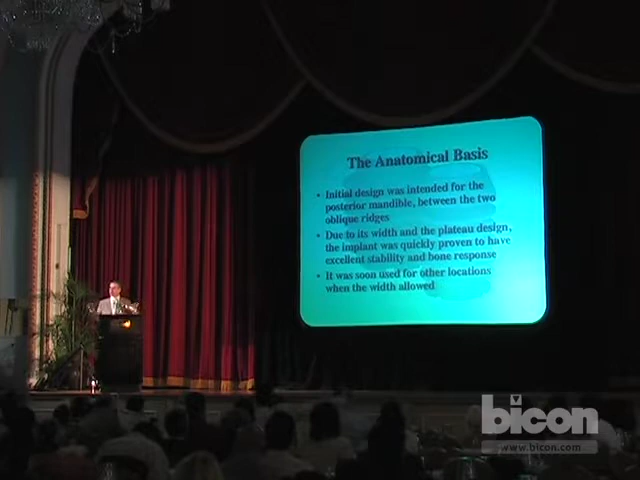 The Anatomical Basis
• Initial design was intended for the
posterior mandible, between the two
oblique ridges
• Due to its width and the plateau design,
the implant was quickly proven to have
excellent stability and bone response
• It was soon used for other locations
when the width allowed
bicon
www.bicon.com